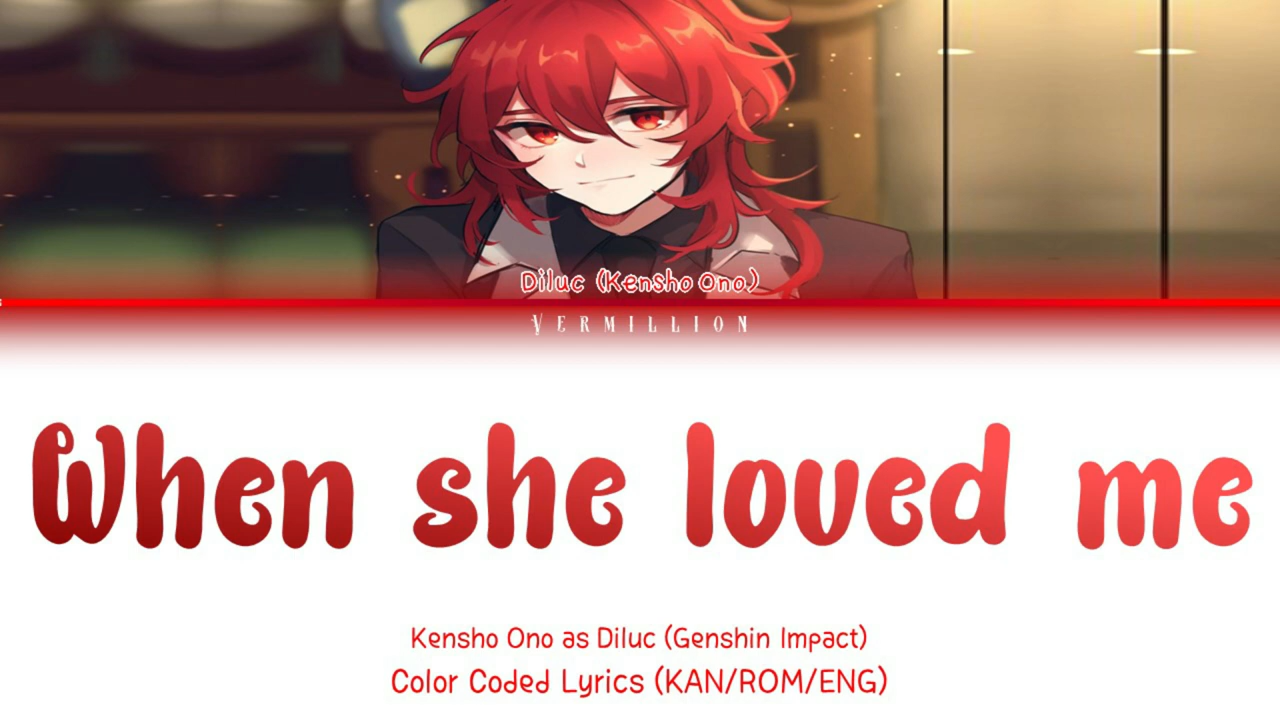 Diluc (Kensho Ono)
VERMILLION
When she loved me
Kensho Ono as Diluc (Genshin Impact)
Color Coded Lyrics (KAN/ROM/ENG)